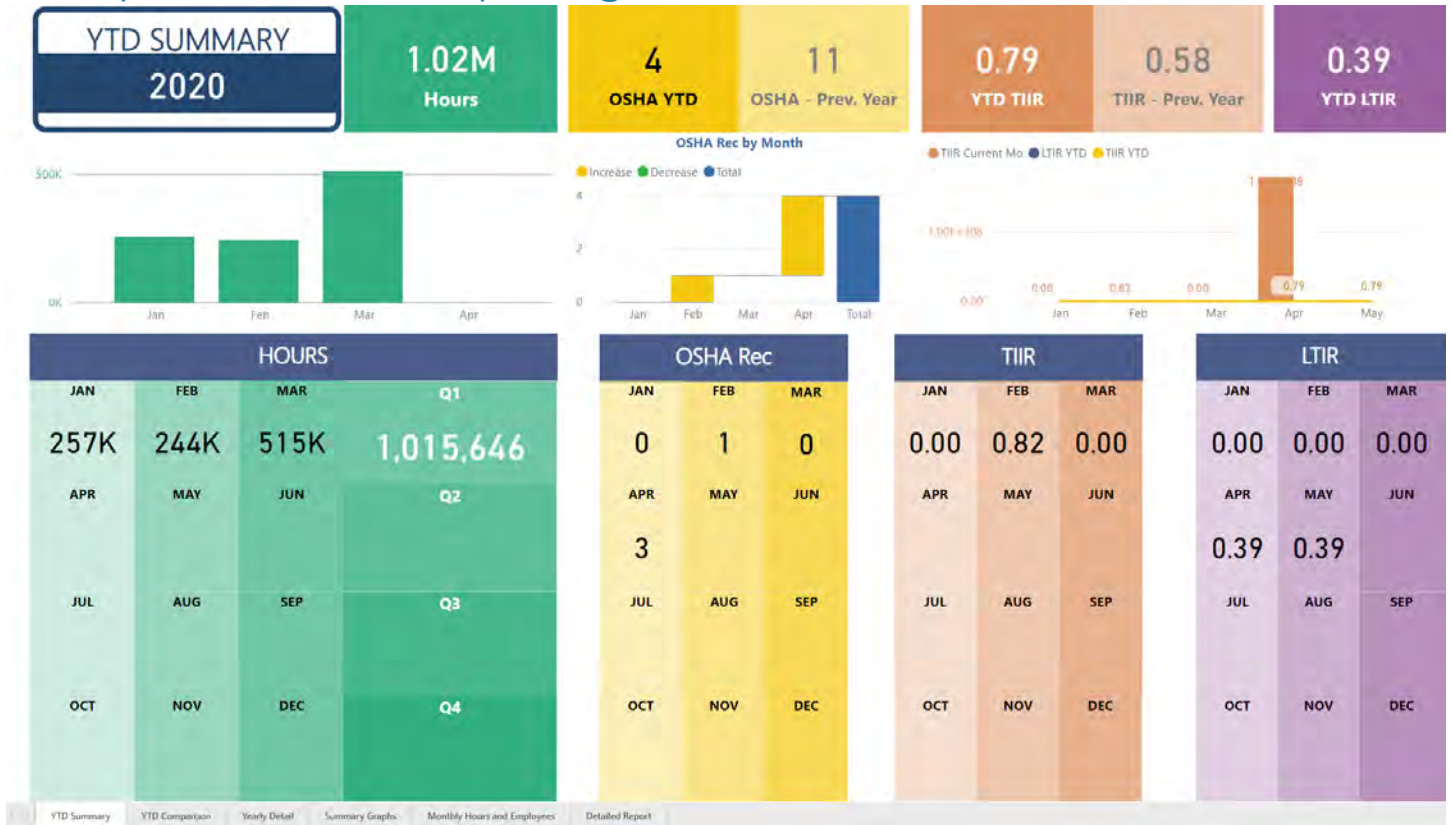 YTD SUMMARY
2020
1.02M
Hours
4
OSHA YTD
11
OSHA - Prev. Year
0.79
YTD TIIR
0.58
TIIR - Prev. Year
0.39
YTD LTIR
500K
0K
Jan Feb Mar Apr
OSHA Rec by Month
Increase Decrease Total
4
2
0
Jan Feb Mar Apr Total
TIIR Current Mo LTIR YTD TIIR YTD
0.00
0.00 0.82 0.00 0.79 0.79
Jan Feb Mar Apr May
HOURS
JAN FEB MAR Q1
257K 244K 515K 1,015,646
APR MAY JUN Q2
JUL AUG SEP Q3
OCT NOV DEC Q4
OSHA Rec
JAN FEB MAR
0 1 0
APR MAY JUN
3
JUL AUG SEP
OCT NOV DEC
TIIR
JAN FEB MAR
0.00 0.82 0.00
APR MAY JUN
JUL AUG SEP
OCT NOV DEC
LTIR
JAN FEB MAR
0.00 0.00 0.00
APR MAY JUN
0.39 0.39
JUL AUG SEP
OCT NOV DEC
YTD Summary YTD Comparison Yearly Detail Summary Graphs Monthly Hours and Employees Detailed Report